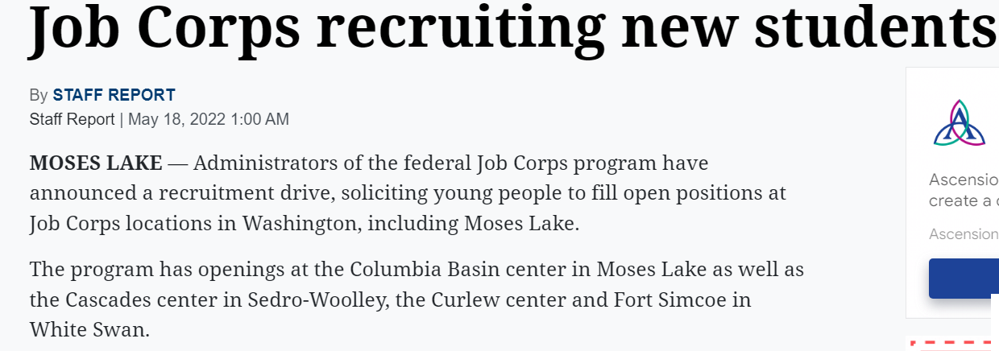 Job Corps recruiting new students
By STAFF REPORT
Staff Report | May 18, 2022 1:00 AM
MOSES LAKE — Administrators of the federal Job Corps program have
announced a recruitment drive, soliciting young people to fill open positions at
Job Corps locations in Washington, including Moses Lake.
The program has openings at the Columbia Basin center in Moses Lake as well as
the Cascades center in Sedro-Woolley, the Curlew center and Fort Simcoe in
White Swan.
A
create a
Ascension